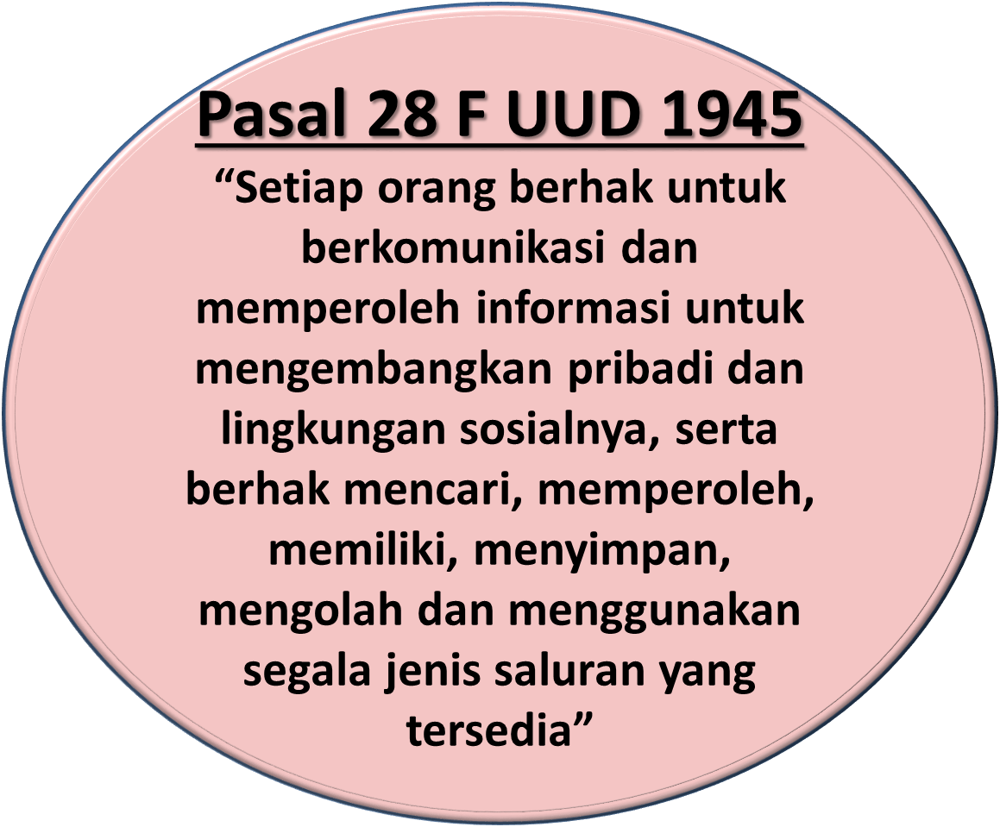 Pasal 28 F UUD 1945
“Setiap orang berhak untuk
berkomunikasi dan
memperoleh informasi untuk
mengembangkan pribadi dan
lingkungan sosialnya, serta
berhak mencari, memperoleh,
memiliki, menyimpan,
mengolah dan menggunakan
segala jenis saluran yang
tersedia”